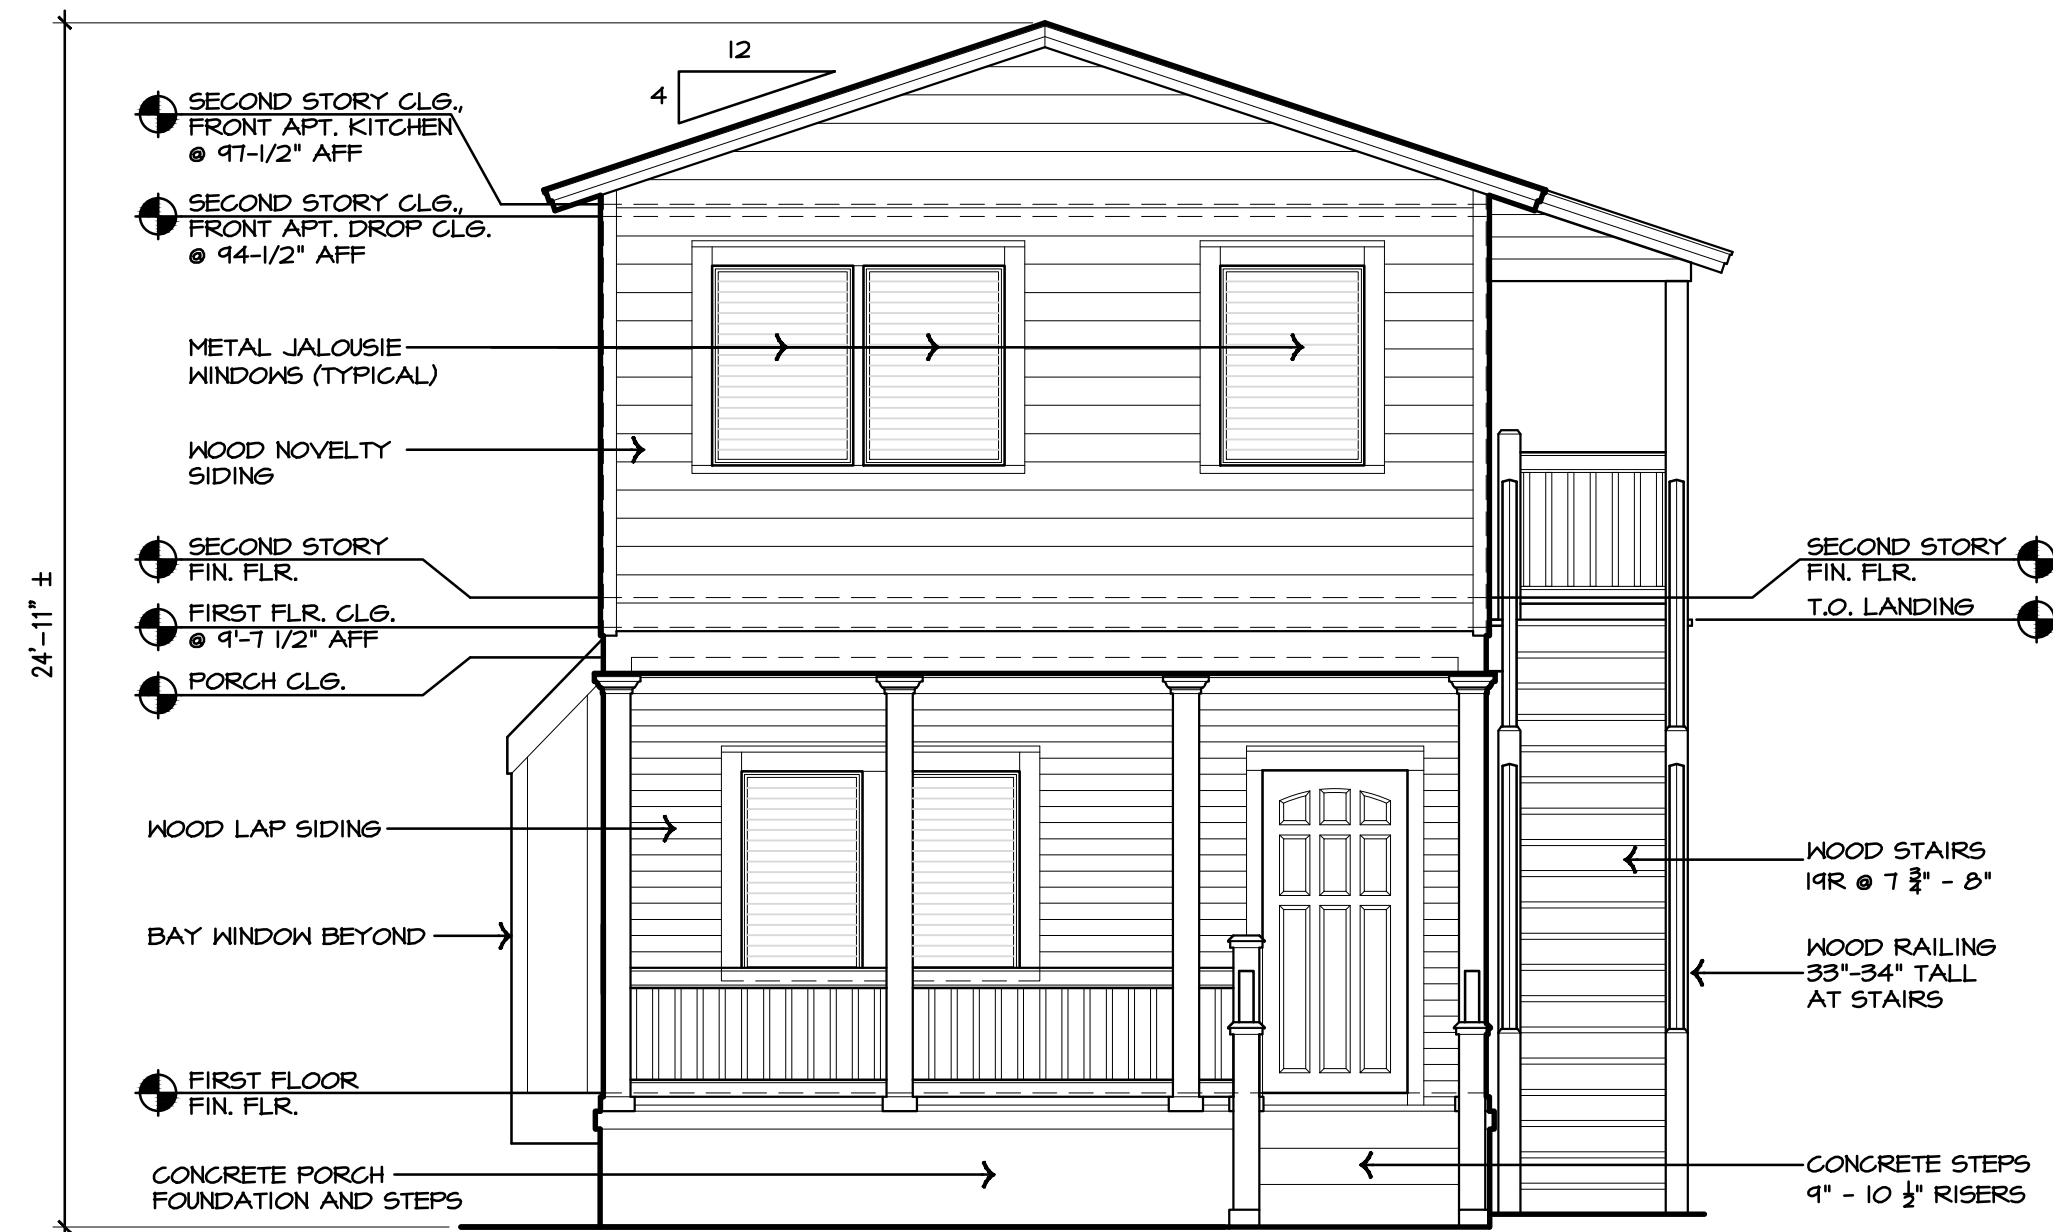 12
4
SECOND STORY CLG.,
FRONT APT. KITCHEN
@ 97-1/2" AFF
SECOND STORY CLG.,
FRONT APT. DROP CLG.
@ 94-1/2" AFF
METAL JALOUSIE
WINDOWS (TYPICAL)
WOOD NOVELTY
SIDING
SECOND STORY
FIN. FLR.
FIRST FLR. CLG.
@ 9'-7 1/2" AFF
PORCH CLG.
24'-11" ±
WOOD LAP SIDING
BAY WINDOW BEYOND
FIRST FLOOR
FIN. FLR.
CONCRETE PORCH
FOUNDATION AND STEPS
SECOND STORY
FIN. FLR.
T.O. LANDING
WOOD STAIRS
19R @ 7 3/4" - 8"
WOOD RAILING
33"-34" TALL
AT STAIRS
CONCRETE STEPS
9" - 10 1/2" RISERS